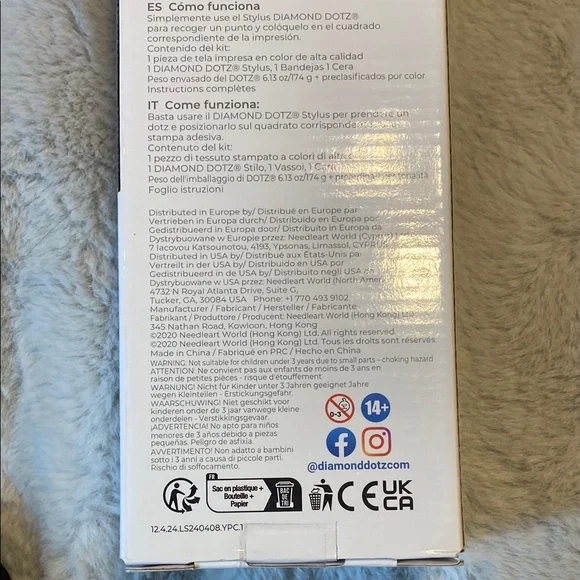 ES Cómo funciona
Simplemente use el Stylus DIAMOND DOTZ®
para recoger un punto y colóquelo en el cuadrado
correspondiente de la impresión.
Contenido del kit:
1 pieza de tela impresa en color de alta calidad
1 DIAMOND DOTZ® Stylus, 1 Bandejas 1 Cera
Peso envasado del DOTZ® 6.13 oz/174 g + preclasificados por color
Instructions complètes
IT Come funziona:
Basta usare il DIAMOND DOTZ® Stylus per prendere un
dotz e posizionarlo sul quadrato corrispondente
stampa adesiva.
Contenuto del kit:
1 pezzo di tessuto stampato a colori di alta
1 DIAMOND DOTZ® Stilo, 1 Vassoi, 1 Cera
Peso dell'imballaggio di DOTZ® 6.13 oz/174 g +
Foglio istruzioni
Distributed in Europe by/ Distribué en Europe par
Vertrieben in Europa durch/ Distribuido en Europa
Gedistribueerd in Europa door/ Distribuito in Europa da
Dystrybuowane w Europie przez: Needleart World (Cyprus)
7 Iacovou Katsounotou, 4193, Ypsonas, Limassol, CYPRUS
Distributed in USA by/ Distribué aux États-Unis par
Vertreilt in der USA by/ Distribuido en USA por
Gedistribueerd in de USA by/ Distribuito negli USA
Dystrybuowane w USA przez: Needleart World (North America)
4732 N Royal Atlanta Drive, Suite G,
Tucker, GA, 30084 USA Phone: +1 770 493 9102
Manufacturer / Fabricant / Hersteller / Fabricante
Fabrikant / Produttore / Producent: Needleart World (Hong Kong) Ltd
345 Nathan Road, Kowloon, Hong Kong
©2020 Needleart World (Hong Kong) Ltd. All rights reserved.
©2020 Needleart World (Hong Kong) Ltd. Tous les droits sont réservés.
Made in China / Fabriqué en PRC / Hecho en China
WARNING. Not suitable for children under 3 years due to small parts – choking hazard
ATTENTION: Ne convient pas aux enfants de moins de 3 ans en
raison de petites pièces - risque d'étouffement
WARNUNG! Nicht für Kinder unter 3 Jahren geeignet
wegen Kleinteilen - Erstickungsgefahr
WAARSCHUWING! Niet geschikt voor
kinderen onder de 3 jaar vanwege kleine
onderdelen - Verstikkingsgevaar.
¡ADVERTENCIA! No apto para niños
menores de 3 años debido a piezas
pequeñas. Peligro de asfixia.
AVVERTIMENTO! Non adatto a bambini
sotto i 3 anni a causa di piccole parti.
Rischio di soffocamento.
0-3
14+
@diamonddotzcom
FR
Sac en plastique +
Bouteille +
Papier
BAC
DE
TRI
CE
UK
CA
12.4.24.LS240408.YPC.1